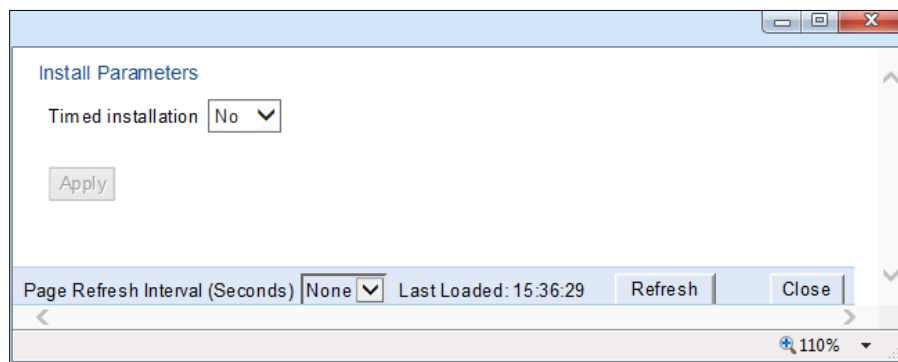 Install Parameters
Timed installation No
Apply
Page Refresh Interval (Seconds) None Last Loaded: 15:36:29 Refresh Close
110%